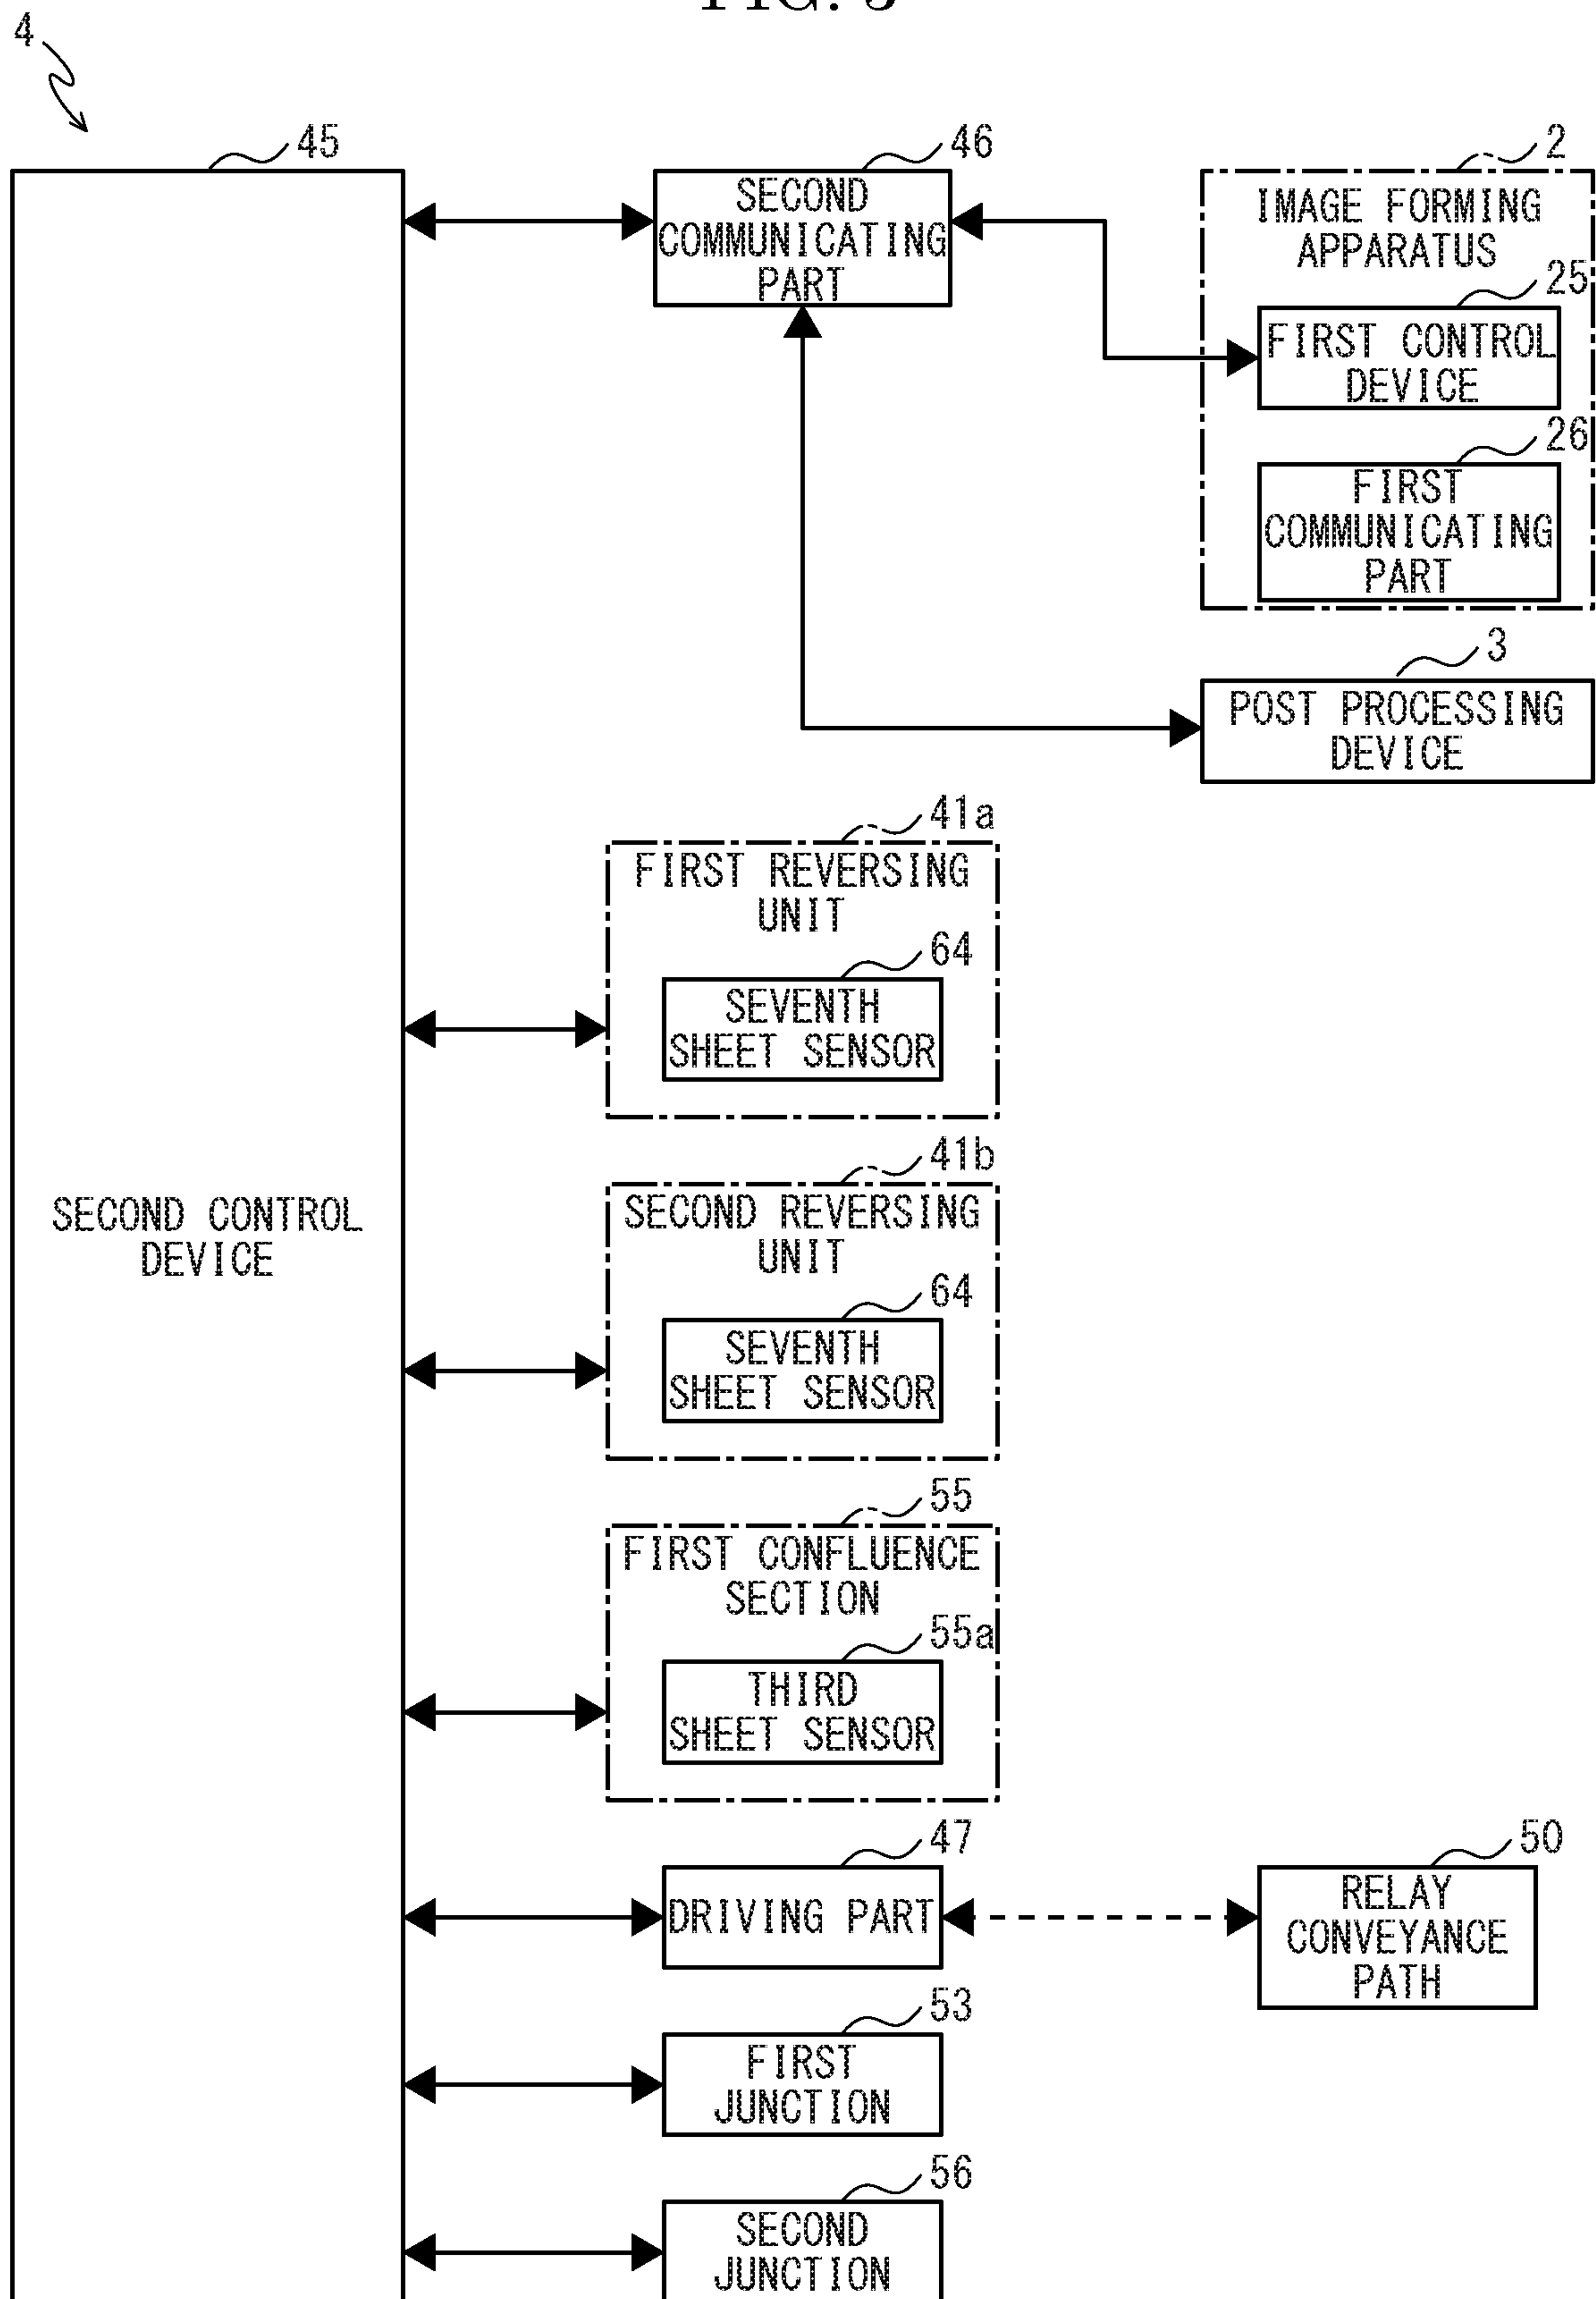 4
45
SECOND CONTROL
DEVICE
46
SECOND
COMMUNICATING
PART
2
IMAGE FORMING
APPARATUS
25
FIRST CONTROL
DEVICE
26
FIRST
COMMUNICATING
PART
3
POST PROCESSING
DEVICE
41a
FIRST REVERSING
UNIT
64
SEVENTH
SHEET SENSOR
41b
SECOND REVERSING
UNIT
64
SEVENTH
SHEET SENSOR
55
FIRST CONFLUENCE
SECTION
55a
THIRD
SHEET SENSOR
47
DRIVING PART
50
RELAY
CONVEYANCE
PATH
53
FIRST
JUNCTION
56
SECOND
JUNCTION